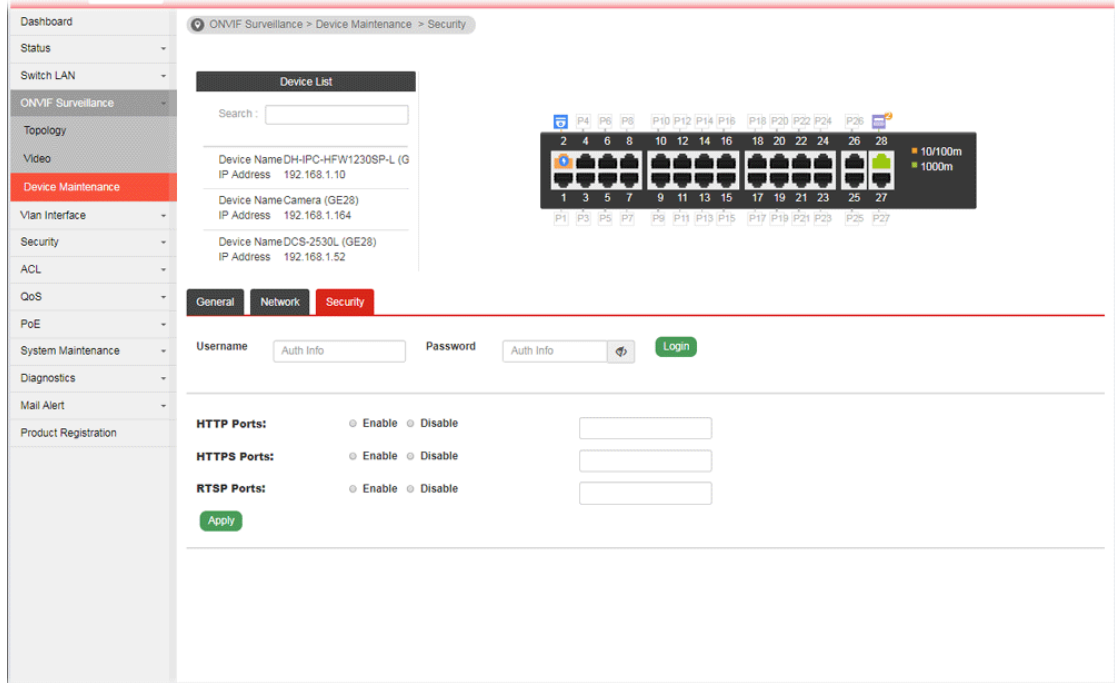 Dashboard
Status
Switch LAN
ONVIF Surveillance
Topology
Video
Device Maintenance
Vlan Interface
Security
ACL
QoS
PoE
System Maintenance
Diagnostics
Mail Alert
Product Registration
ONVIF Surveillance > Device Maintenance > Security
Device List
Search :
Device Name DH-IPC-HFW1230SP-L (G
IP Address 192.168.1.10
Device Name Camera (GE28)
IP Address 192.168.1.164
Device Name DCS-2530L (GE28)
IP Address 192.168.1.52
P4 P6 P8 P10 P12 P14 P16 P18 P20 P22 P24 P26 2
2 4 6 8 10 12 14 16 18 20 22 24 26 28
10/100m
1000m
1 3 5 7 9 11 13 15 17 19 21 23 25 27
P1 P3 P5 P7 P9 P11 P13 P15 P17 P19 P21 P23 P25 P27
General Network Security
Username Auth Info Password Auth Info Login
HTTP Ports: Enable Disable
HTTPS Ports: Enable Disable
RTSP Ports: Enable Disable
Apply